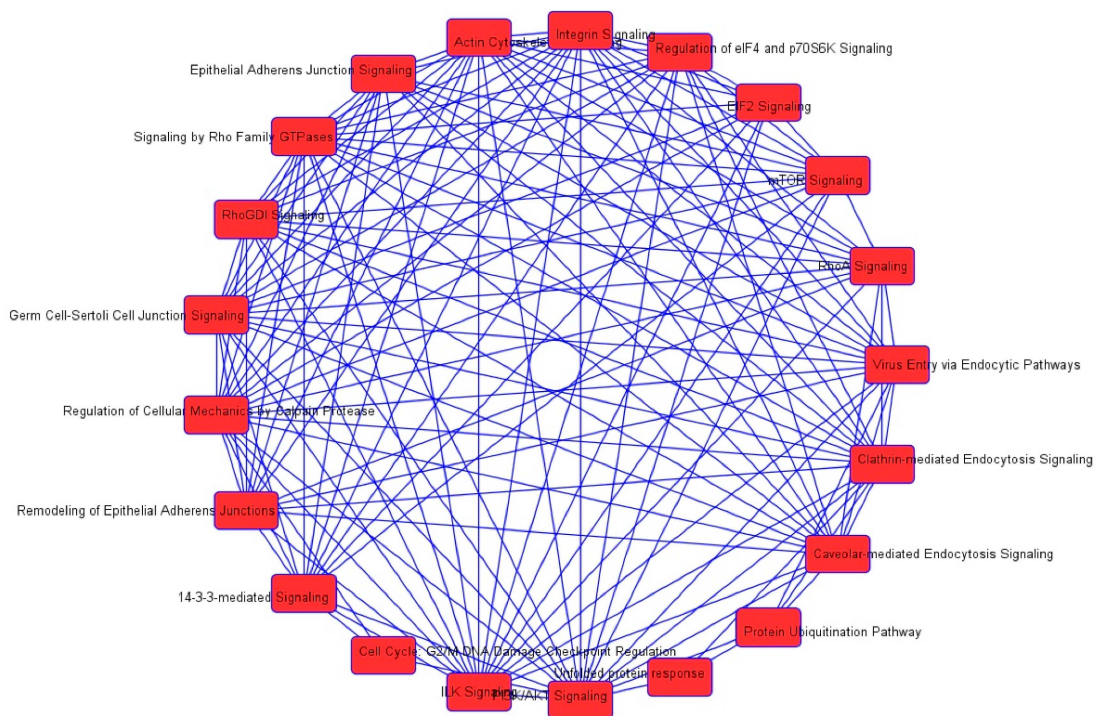 Integrin Signaling
Actin Cytoskeleton Signaling
Regulation of eIF4 and p70S6K Signaling
Epithelial Adherens Junction Signaling
EIF2 Signaling
Signaling by Rho Family GTPases
mTOR Signaling
RhoGDI Signaling
RhoA Signaling
Germ Cell-Sertoli Cell Junction Signaling
Virus Entry via Endocytic Pathways
Regulation of Cellular Mechanics by Calpain Protease
Clathrin-mediated Endocytosis Signaling
Remodeling of Epithelial Adherens Junctions
Caveolar-mediated Endocytosis Signaling
14-3-3-mediated Signaling
Protein Ubiquitination Pathway
Cell Cycle: G2/M DNA Damage Checkpoint Regulation
Unfolded protein response
ILK Signaling
PI3K/AKT Signaling